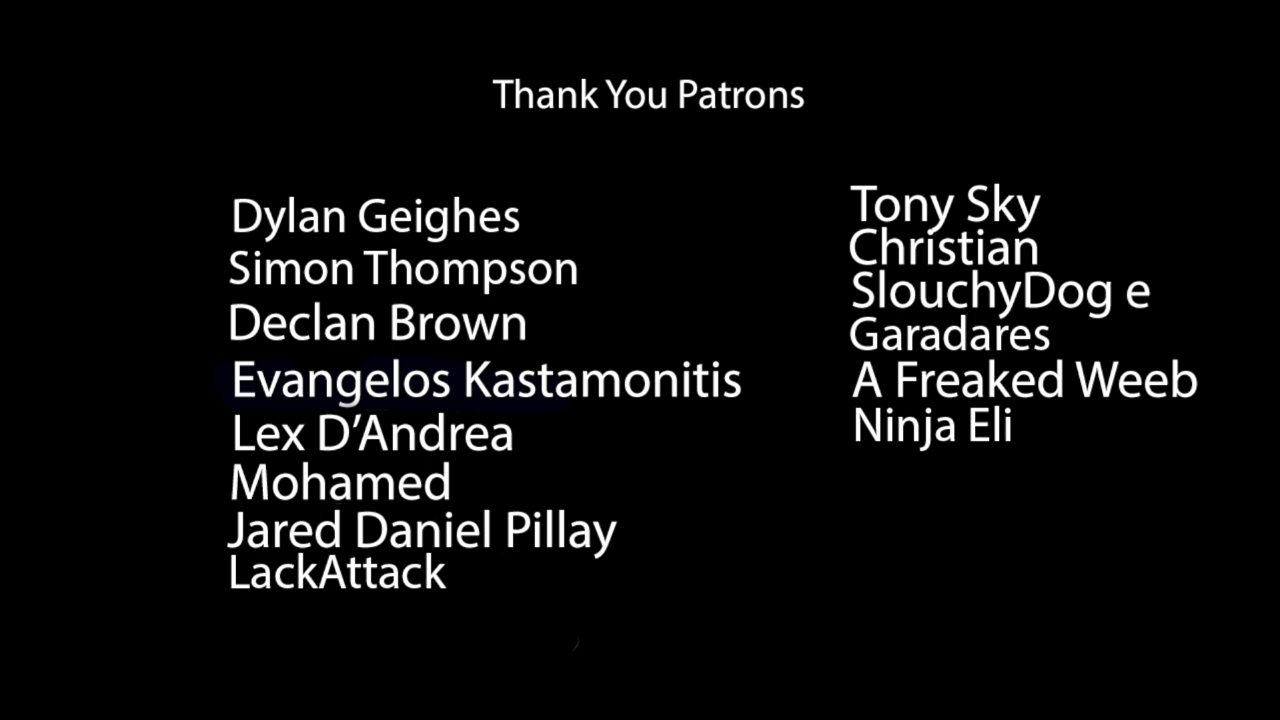 Thank You Patrons
Dylan Geighes
Simon Thompson
Declan Brown
Evangelos Kastamonitis
Lex D’Andrea
Mohamed
Jared Daniel Pillay
LackAttack
Tony Sky
Christian
SlouchyDog e
Garadares
A Freaked Weeb
Ninja Eli